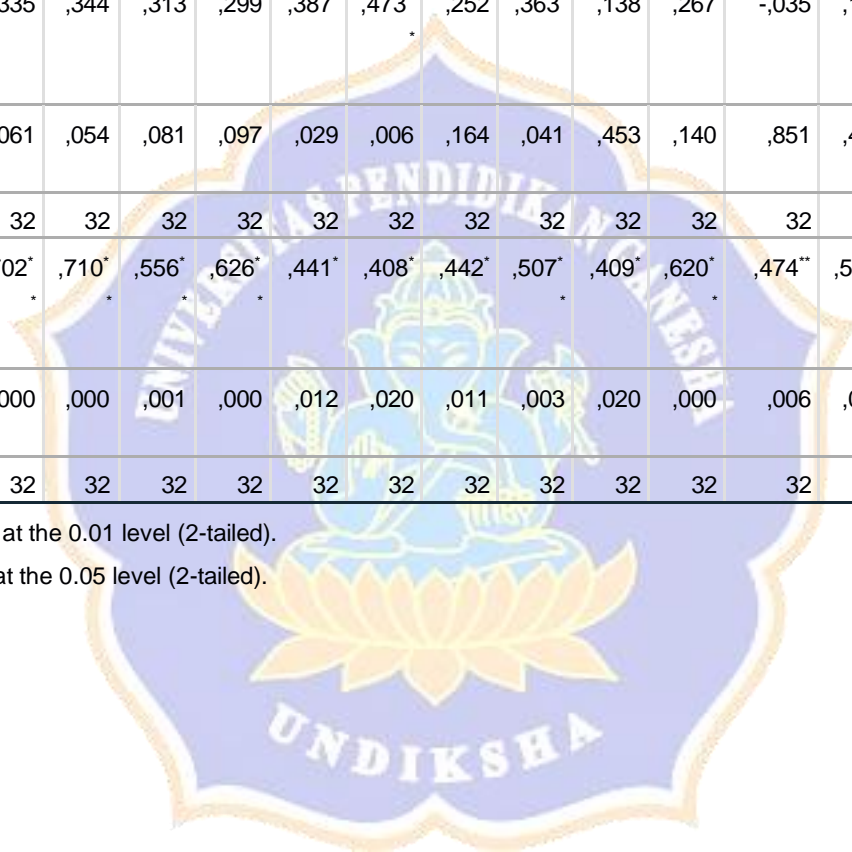 335 ,344 ,313 ,299 ,387 ,473 ,252 ,363 ,138 ,267 -,035
*
061 ,054 ,081 ,097 ,029 ,006 ,164 ,041 ,453 ,140 ,851
32 32 32 32 32 32 32 32 32 32 32
02* ,710* ,556* ,626* ,441* ,408* ,442* ,507* ,409* ,620* ,474** ,5
* * * * * *
000 ,000 ,001 ,000 ,012 ,020 ,011 ,003 ,020 ,000 ,006
32 32 32 32 32 32 32 32 32 32 32
at the 0.01 level (2-tailed).
at the 0.05 level (2-tailed).
UNIVERSITAS PENDIDIKAN GANESHA
UNDIKSHA